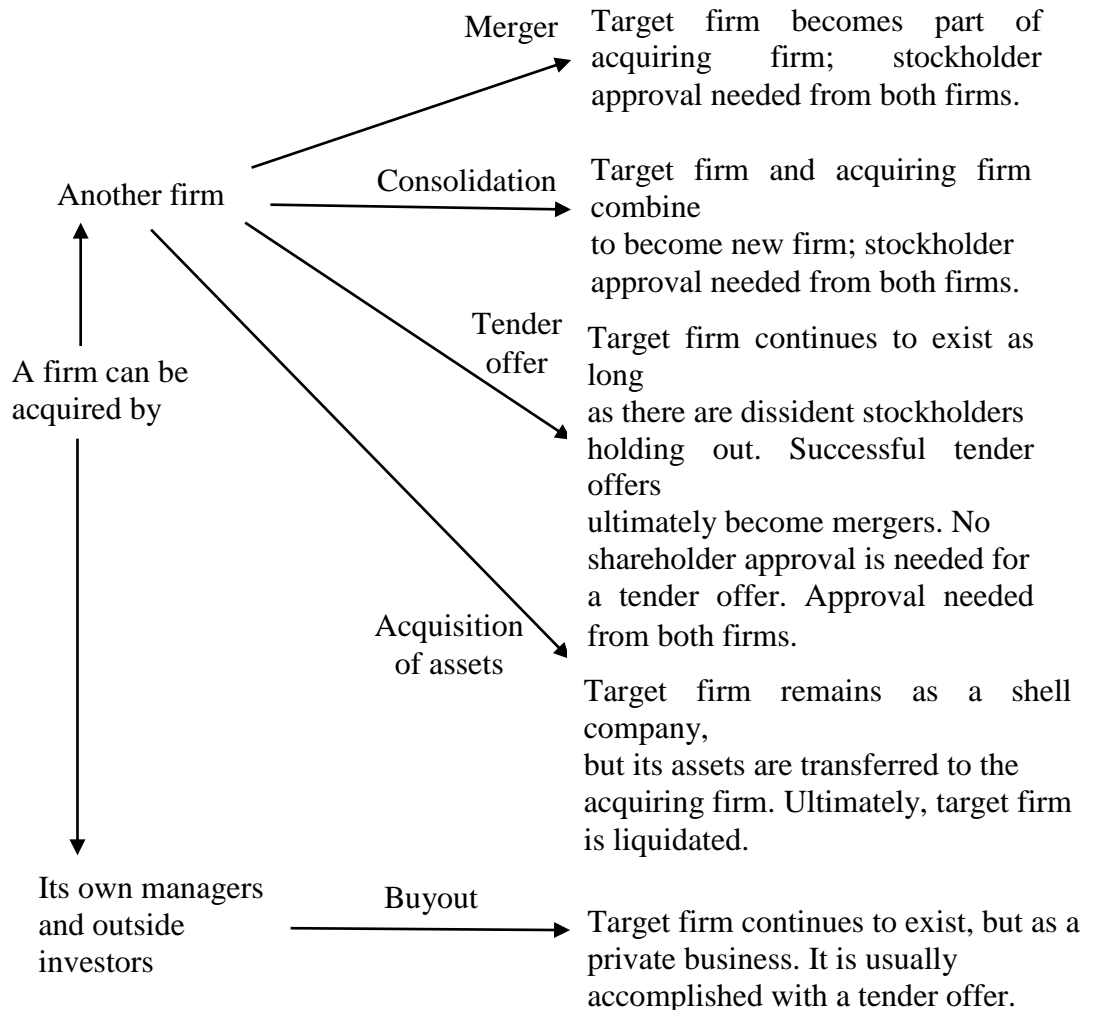 Merger
Target firm becomes part of
acquiring firm; stockholder
approval needed from both firms.
Another firm
Consolidation
Target firm and acquiring firm
combine
to become new firm; stockholder
approval needed from both firms.
A firm can be
acquired by
Tender
offer
Target firm continues to exist as
long
as there are dissident stockholders
holding out. Successful tender
offers
ultimately become mergers. No
shareholder approval is needed for
a tender offer. Approval needed
from both firms.
Acquisition
of assets
Target firm remains as a shell
company,
but its assets are transferred to the
acquiring firm. Ultimately, target firm
is liquidated.
Its own managers
and outside
investors
Buyout
Target firm continues to exist, but as a
private business. It is usually
accomplished with a tender offer.